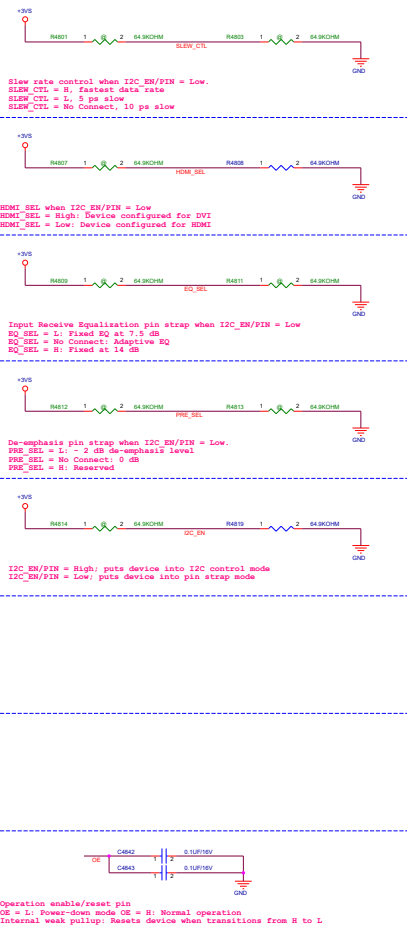 +3VS
R4801 1 @ 2 64.9KOHM R4803 1 @ 2 64.9KOHM
SLEW_CTL
GND
Slew rate control when I2C_EN/PIN = Low.
SLEW_CTL = H, fastest data rate
SLEW_CTL = L, 5 ps slow
SLEW_CTL = No Connect, 10 ps slow
+3VS
R4807 1 @ 2 64.9KOHM R4808 1 2 64.9KOHM
HDMI_SEL
GND
HDMI_SEL when I2C_EN/PIN = Low
HDMI_SEL = High: Device configured for DVI
HDMI_SEL = Low: Device configured for HDMI
+3VS
R4809 1 @ 2 64.9KOHM R4811 1 @ 2 64.9KOHM
EQ_SEL
GND
Input Receive Equalization pin strap when I2C_EN/PIN = Low
EQ_SEL = L: Fixed EQ at 7.5 dB
EQ_SEL = No Connect: Adaptive EQ
EQ_SEL = H: Fixed at 14 dB
+3VS
R4812 1 @ 2 64.9KOHM R4813 1 @ 2 64.9KOHM
PRE_SEL
GND
De-emphasis pin strap when I2C_EN/PIN = Low.
PRE_SEL = L: - 2 dB de-emphasis level
PRE_SEL = No Connect: 0 dB
PRE_SEL = H: Reserved
+3VS
R4814 1 @ 2 64.9KOHM R4819 1 2 64.9KOHM
I2C_EN
GND
I2C_EN/PIN = High; puts device into I2C control mode
I2C_EN/PIN = Low; puts device into pin strap mode
C4842 0.1UF/16V
OE 1 2
C4843 0.1UF/16V
1 2
GND
Operation enable/reset pin
OE = L: Power-down mode OE = H: Normal operation
Internal weak pullup: Resets device when transitions from H to L